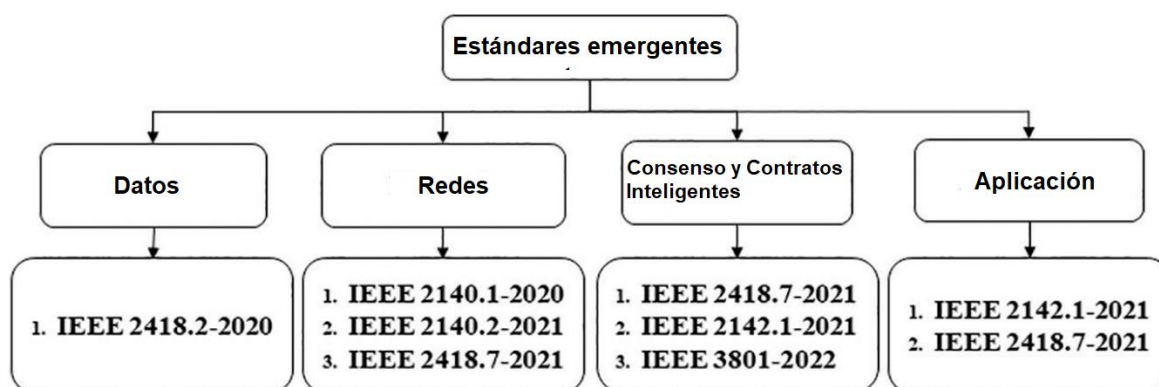 Estándares emergentes
Datos
Redes
Consenso y Contratos
Inteligentes
Aplicación
1. IEEE 2418.2-2020
1. IEEE 2140.1-2020
2. IEEE 2140.2-2021
3. IEEE 2418.7-2021
1. IEEE 2418.7-2021
2. IEEE 2142.1-2021
3. IEEE 3801-2022
1. IEEE 2142.1-2021
2. IEEE 2418.7-2021